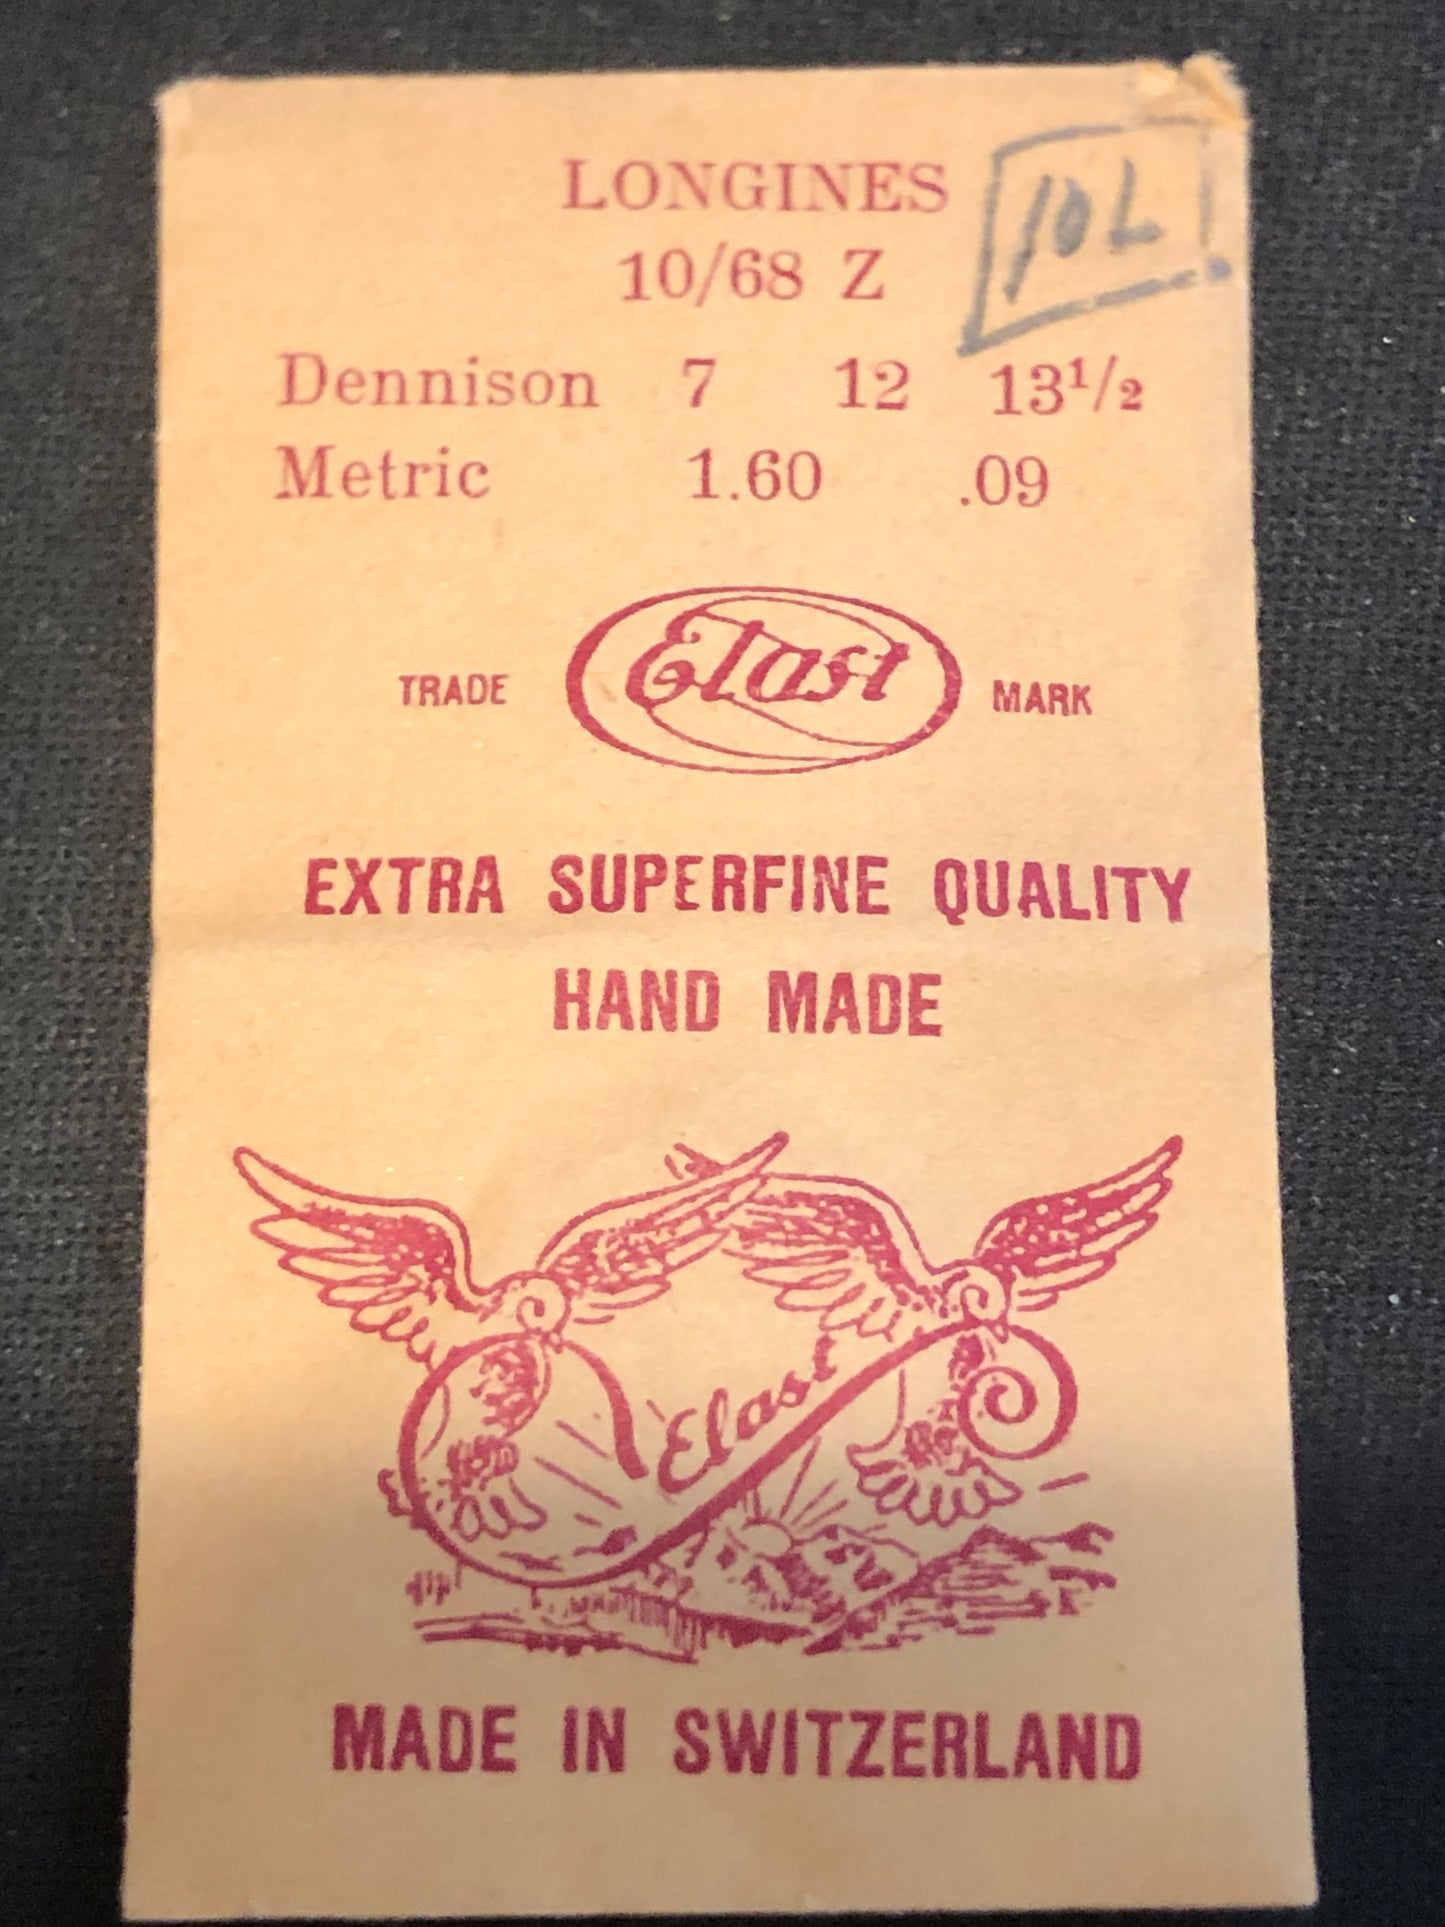 LONGINES
10L
10/68 Z
Dennison 7 12 13½
Metric 1.60 .09
TRADE Elast MARK
EXTRA SUPERFINE QUALITY
HAND MADE
Elast
MADE IN SWITZERLAND